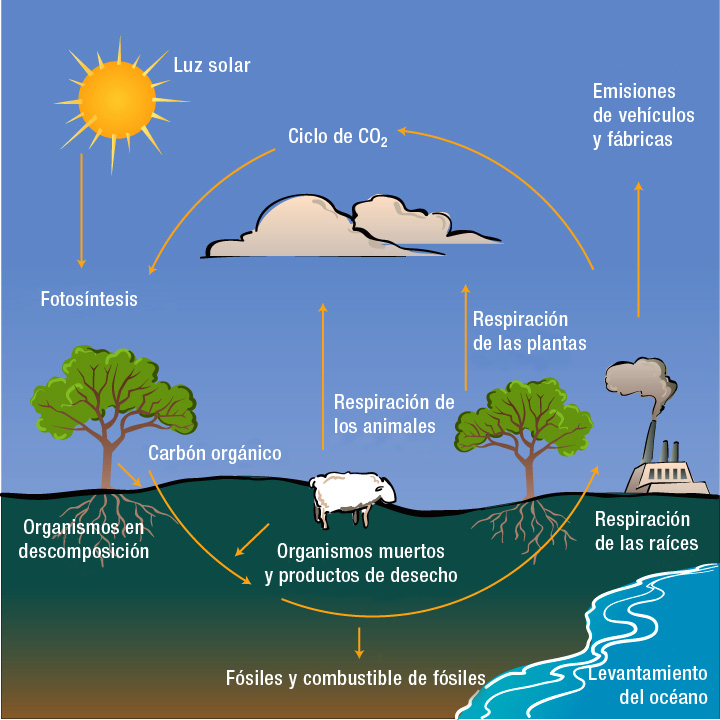 Luz solar
Emisiones
de vehículos
y fábricas
Ciclo de CO₂
Fotosíntesis
Respiración
de las plantas
Respiración de
los animales
Carbón orgánico
Organismos en
descomposición
Organismos muertos
y productos de desecho
Respiración
de las raíces
Fósiles y combustible de fósiles
Levantamiento
del océano